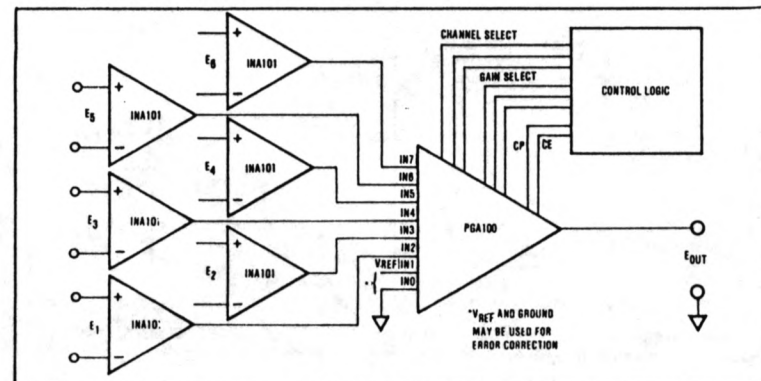 CHANNEL SELECT
GAIN SELECT
CONTROL LOGIC
CP
CE
E6
+
−
INA101
E5
+
−
INA101
E4
+
−
INA101
E3
+
−
INA101
E2
+
−
INA101
E1
+
−
INA101
IN7
IN6
IN5
IN4
IN3
IN2
VREF IN1
*
IN0
PGA100
EOUT
*VREF AND GROUND
MAY BE USED FOR
ERROR CORRECTION